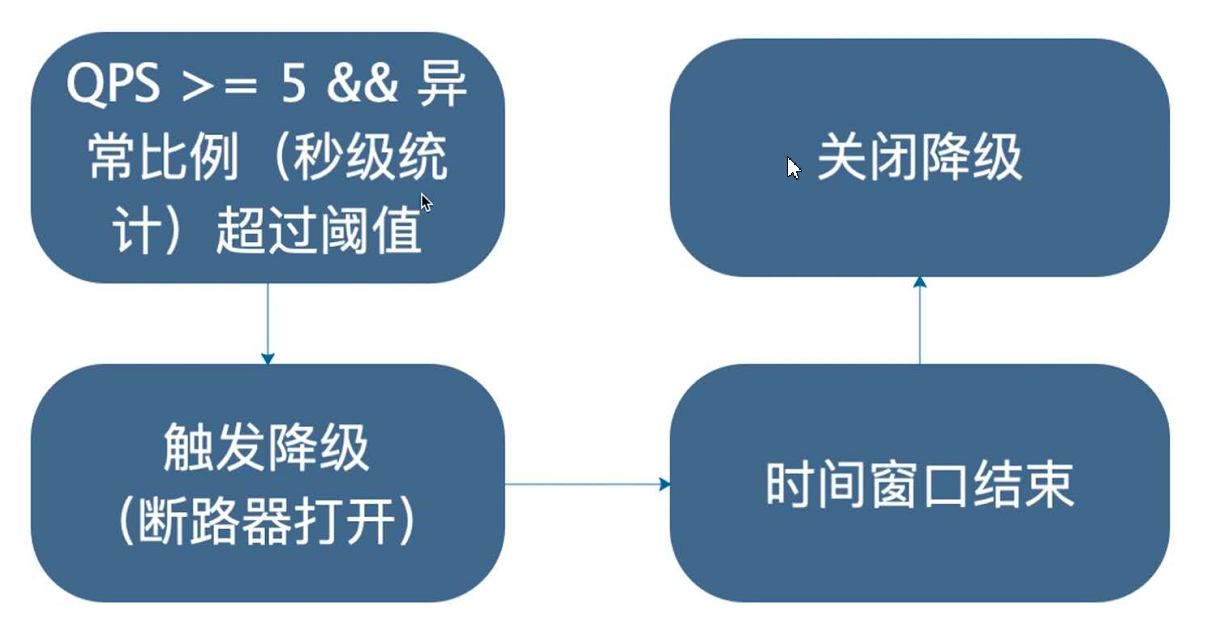 QPS >= 5 && 异
常比例（秒级统
计）超过阈值
触发降级
（断路器打开）
时间窗口结束
关闭降级